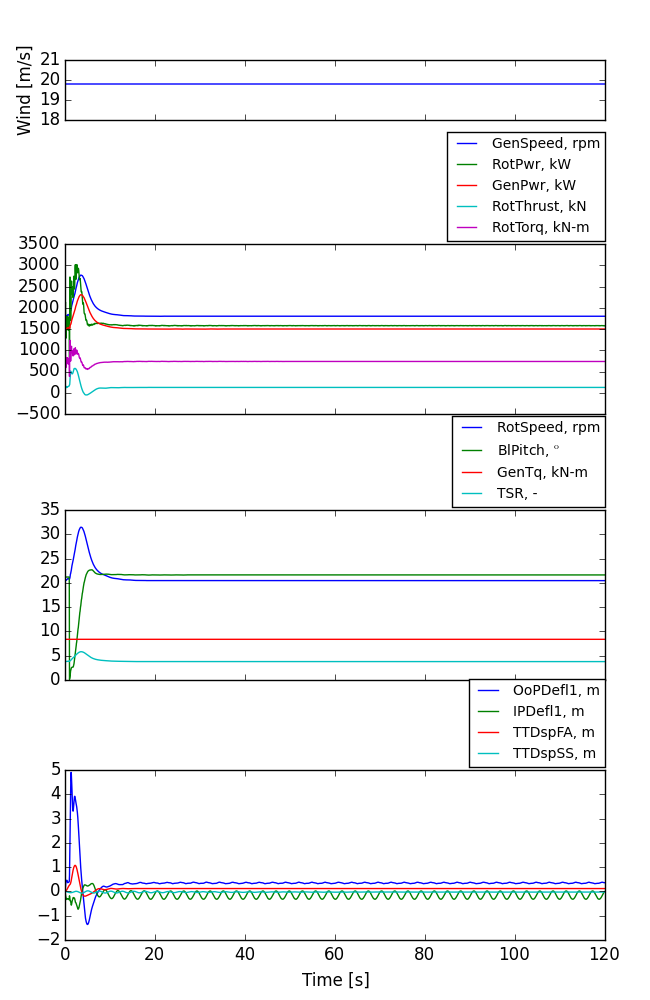 Wind [m/s]
21
20
19
18
GenSpeed, rpm
RotPwr, kW
GenPwr, kW
RotThrust, kN
RotTorq, kN-m
3500
3000
2500
2000
1500
1000
500
0
−500
RotSpeed, rpm
BlPitch, °
GenTq, kN-m
TSR, -
35
30
25
20
15
10
5
0
OoPDefl1, m
IPDefl1, m
TTDspFA, m
TTDspSS, m
5
4
3
2
1
0
−1
−2
0 20 40 60 80 100 120
Time [s]